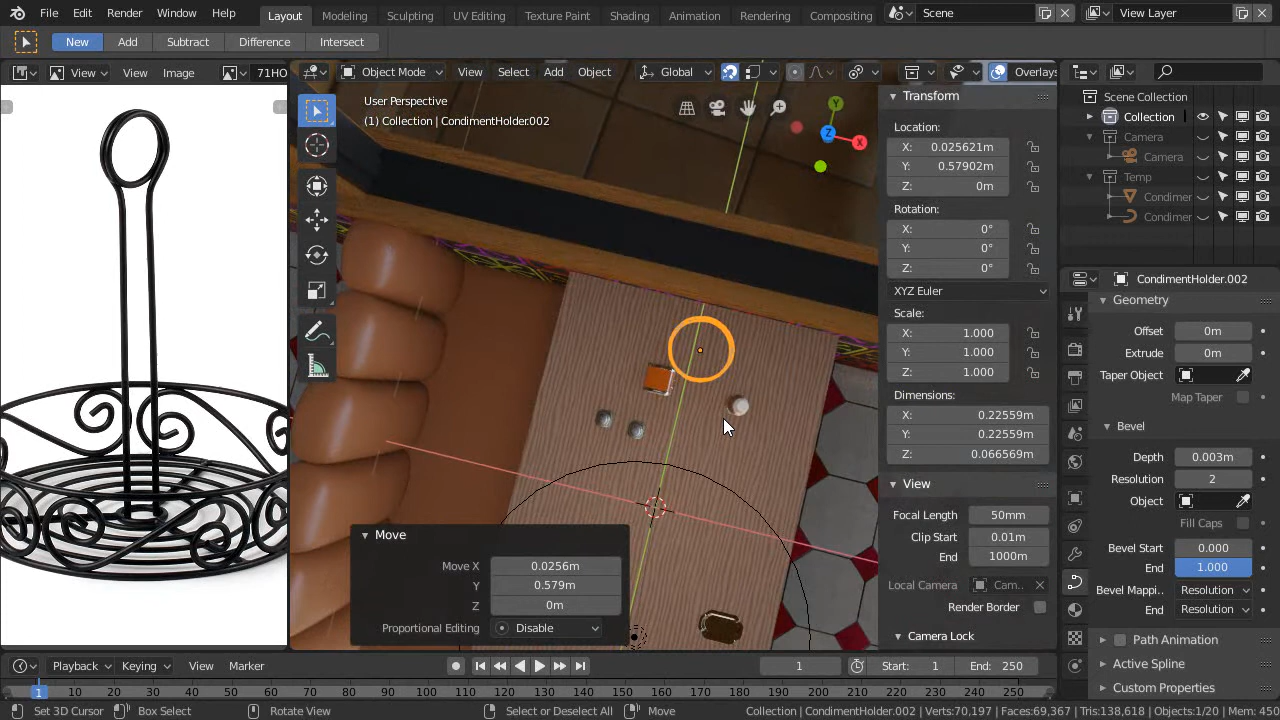 File Edit Render Window Help Layout Modeling Sculpting UV Editing Texture Paint Shading Animation Rendering Compositing Scene View Layer
New Add Subtract Difference Intersect
View View Image 71HO Object Mode View Select Add Object Global Overlays
User Perspective
(1) Collection | CondimentHolder.002
X
Y
Z
Transform
Location:
X: 0.025621m
Y: 0.57902m
Z: 0m
Rotation:
X: 0°
Y: 0°
Z: 0°
XYZ Euler
Scale:
X: 1.000
Y: 1.000
Z: 1.000
Dimensions:
X: 0.22559m
Y: 0.22559m
Z: 0.066569m
View
Focal Length 50mm
Clip Start 0.01m
End 1000m
Local Camera Cam..
Render Border
Camera Lock
Scene Collection
Collection
Camera
Camera
Temp
Condimer
Condimer
CondimentHolder.002
Geometry
Offset 0m
Extrude 0m
Taper Object
Map Taper
Bevel
Depth 0.003m
Resolution 2
Object
Fill Caps
Bevel Start 0.000
End 1.000
Bevel Mappi.. Resolution
End Resolution
Path Animation
Active Spline
Custom Properties
Move
Move X 0.0256m
Y 0.579m
Z 0m
Proportional Editing Disable
Playback Keying View Marker 1 Start: 1 End: 250
1 10 20 30 40 50 60 70 80 90 100 110 120 130 140 150 160 170 180 190 200 210 220 230 240 250
Set 3D Cursor Box Select Rotate View Select or Deselect All Move Collection | CondimentHolder.002 | Verts:70,197 | Faces:69,367 | Tris:138,618 | Objects:1/20 | Mem: 450